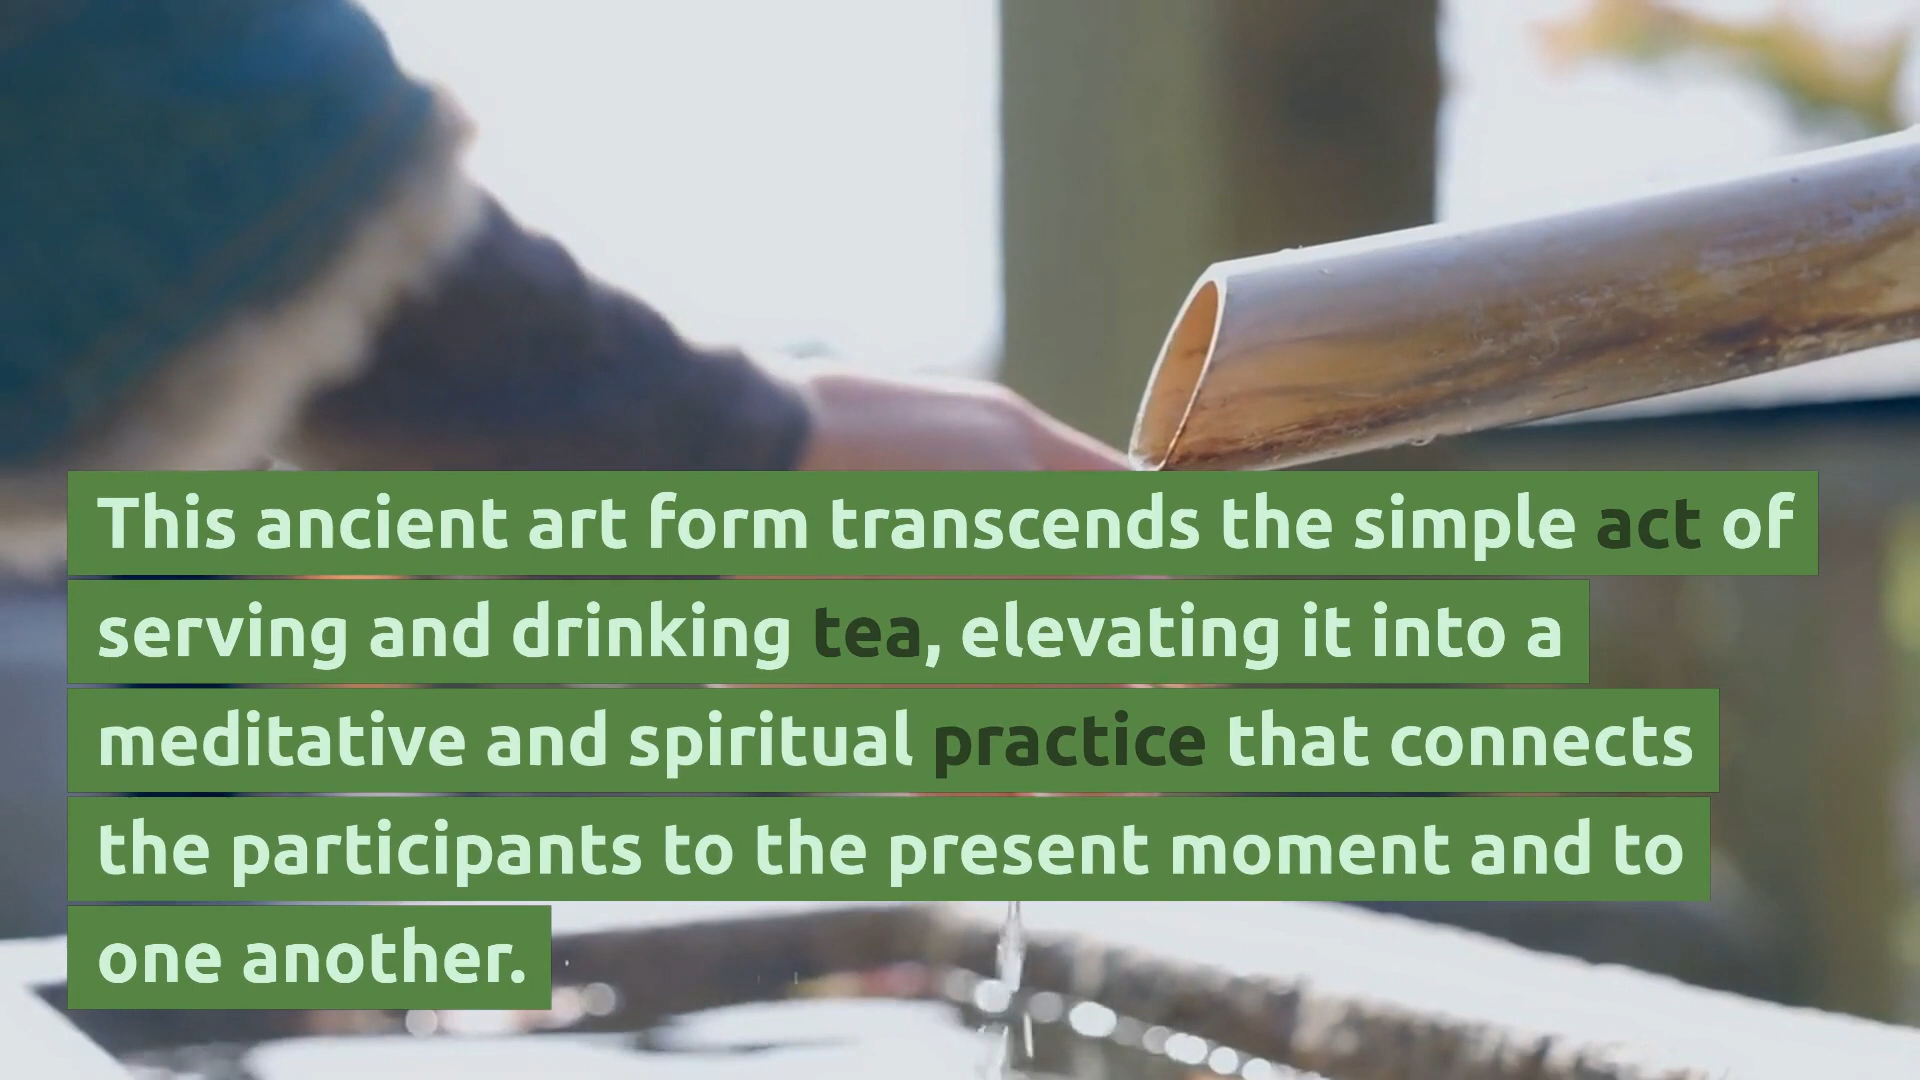 This ancient art form transcends the simple act of
serving and drinking tea, elevating it into a
meditative and spiritual practice that connects
the participants to the present moment and to
one another.